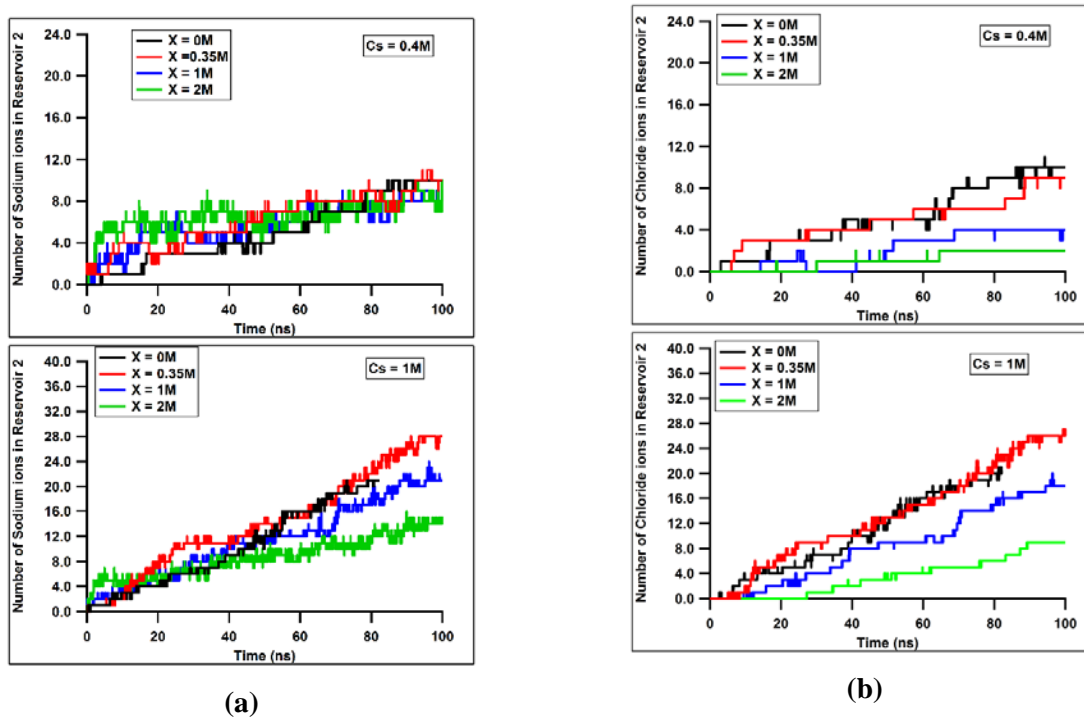 Number of Sodium ions in Reservoir 2
24.0
20.0
16.0
12.0
8.0
4.0
0.0
X = 0M
X =0.35M
X = 1M
X = 2M
Cs = 0.4M
0 20 40 60 80 100
Time (ns)
Number of Chloride ions in Reservoir 2
24.0
20.0
16.0
12.0
8.0
4.0
0.0
X = 0M
X = 0.35M
X = 1M
X = 2M
Cs = 0.4M
0 20 40 60 80 100
Time (ns)
Number of Sodium ions in Reservoir 2
40.0
36.0
32.0
28.0
24.0
20.0
16.0
12.0
8.0
4.0
0.0
X = 0M
X = 0.35M
X = 1M
X = 2M
Cs = 1M
0 20 40 60 80 100
Time (ns)
Number of Chloride ions in Reservoir 2
40.0
36.0
32.0
28.0
24.0
20.0
16.0
12.0
8.0
4.0
0.0
X = 0M
X = 0.35M
X = 1M
X = 2M
Cs = 1M
0 20 40 60 80 100
Time (ns)
(a)
(b)